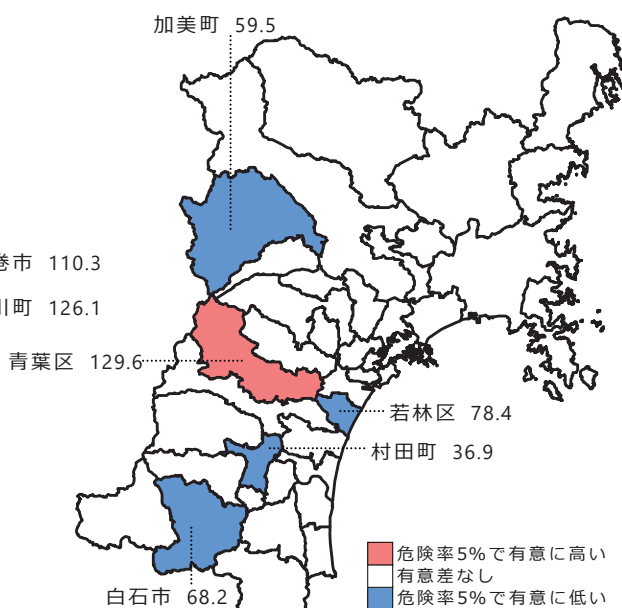 加美町 59.5
巻市 110.3
川町 126.1
青葉区 129.6
若林区 78.4
村田町 36.9
白石市 68.2
危険率5%で有意に高い
有意差なし
危険率5%で有意に低い